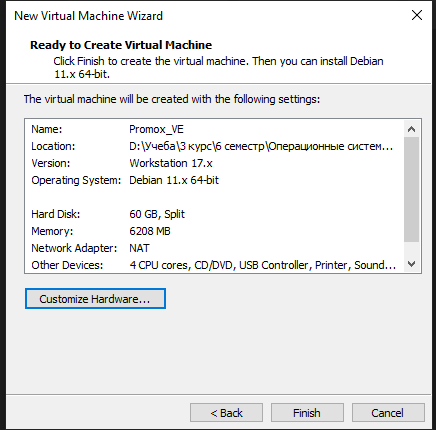 New Virtual Machine Wizard
Ready to Create Virtual Machine
Click Finish to create the virtual machine. Then you can install Debian
11.x 64-bit.
The virtual machine will be created with the following settings:
Name: Promox_VE
Location: D:\Учеба\3 курс\6 семестр\Операционные систем...
Version: Workstation 17.x
Operating System: Debian 11.x 64-bit
Hard Disk: 60 GB, Split
Memory: 6208 MB
Network Adapter: NAT
Other Devices: 4 CPU cores, CD/DVD, USB Controller, Printer, Sound...
Customize Hardware...
< Back Finish Cancel